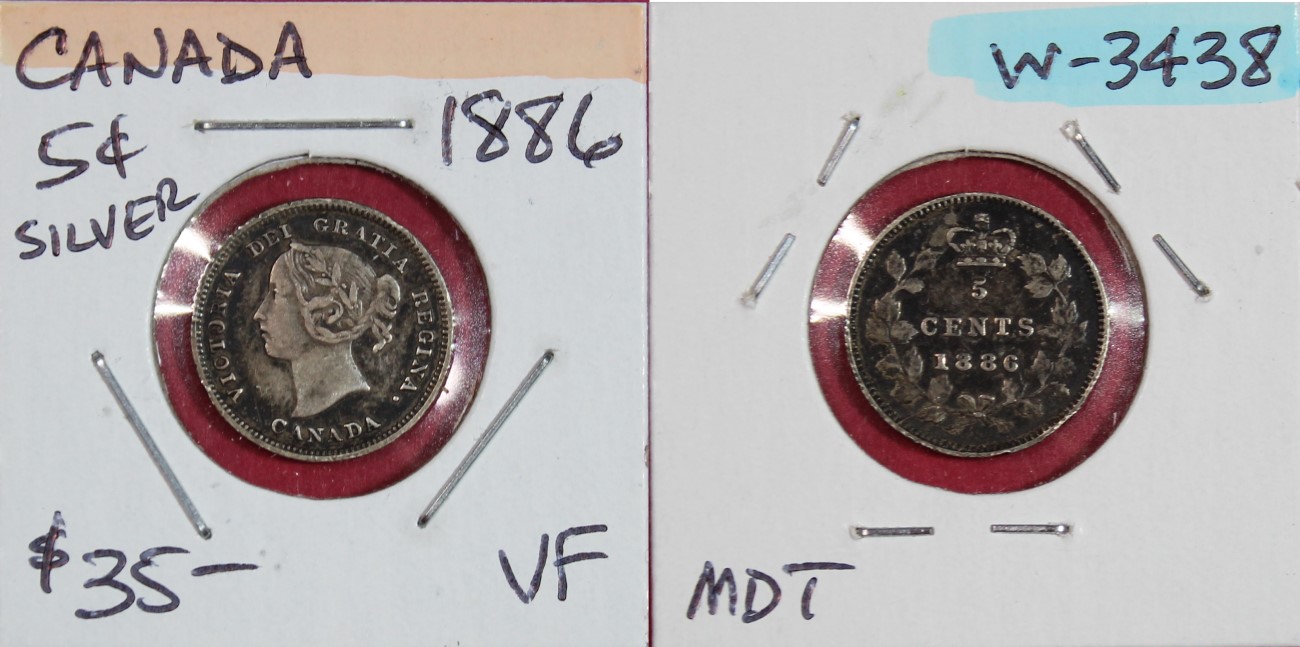 CANADA
5¢
1886
SILVER
VICTORIA DEI GRATIA REGINA.
CANADA
$35-
VF
W-3438
5
CENTS
1886
MDT